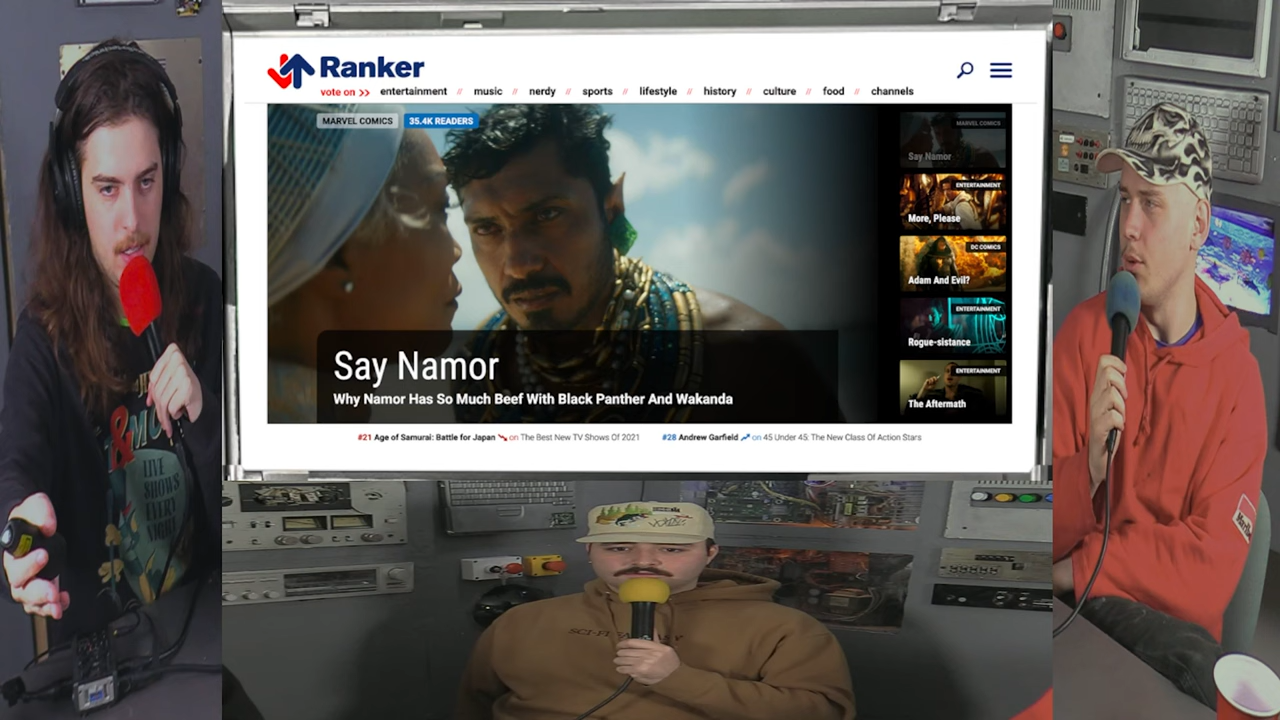 Ranker
vote on >> entertainment // music // nerdy // sports // lifestyle // history // culture // food // channels
MARVEL COMICS 35.4K READERS
Say Namor
Why Namor Has So Much Beef With Black Panther And Wakanda
MARVEL COMICS
Say Namor
ENTERTAINMENT
More, Please
DC COMICS
Adam And Evil?
ENTERTAINMENT
Rogue-sistance
ENTERTAINMENT
The Aftermath
#21 Age of Samurai: Battle for Japan on The Best New TV Shows Of 2021 #28 Andrew Garfield on 45 Under 45: The New Class Of Action Stars
&
LIVE
SHOWS
EVERY
NIGHT